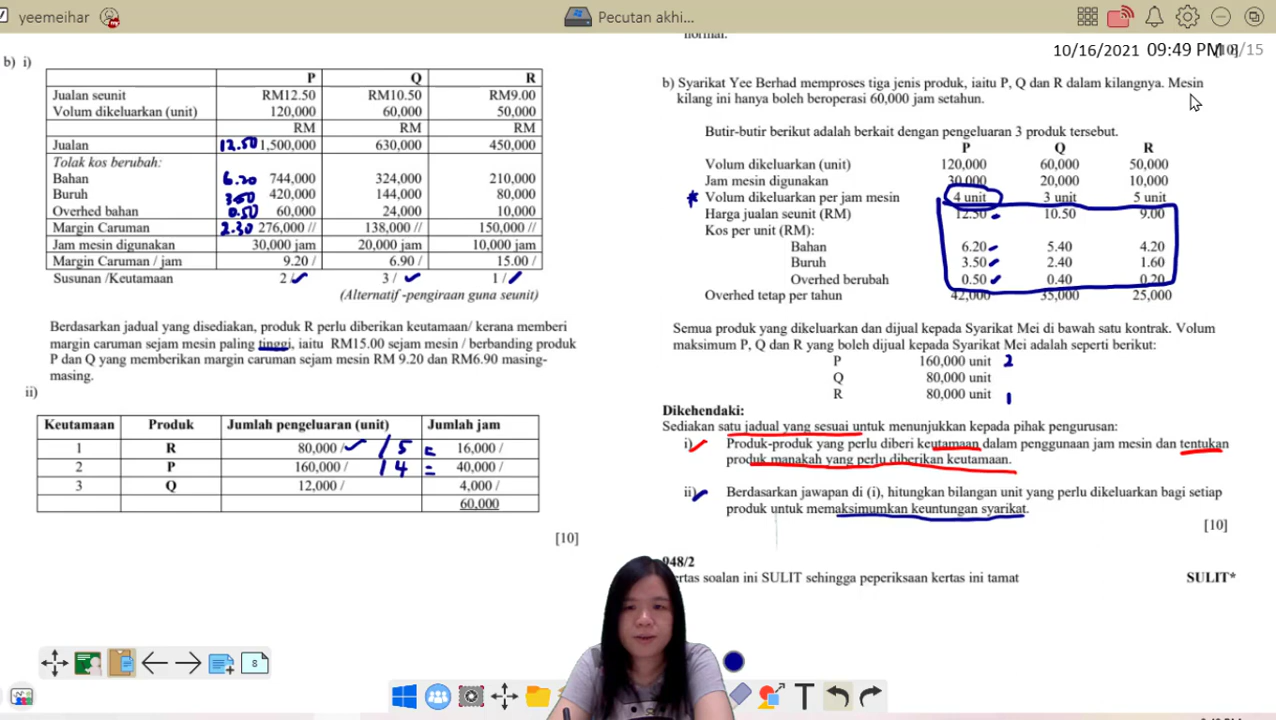 yeemeihar
Pecutan akhi...
normal.
10/16/2021 09:49 PM
8/15
b) i)
P Q R
Jualan seunit RM12.50 RM10.50 RM9.00
Volum dikeluarkan (unit) 120,000 60,000 50,000
RM RM RM
Jualan 12.50 1,500,000 630,000 450,000
Tolak kos berubah:
Bahan 6.20 744,000 324,000 210,000
Buruh 3.50 420,000 144,000 80,000
Overhed bahan 0.50 60,000 24,000 10,000
Margin Caruman 2.30 276,000 // 138,000 // 150,000 //
Jam mesin digunakan 30,000 jam 20,000 jam 10,000 jam
Margin Caruman / jam 9.20 / 6.90 / 15.00 /
Susunan /Keutamaan 2 / 3 / 1 /
(Alternatif -pengiraan guna seunit)
Berdasarkan jadual yang disediakan, produk R perlu diberikan keutamaan/ kerana memberi
margin caruman sejam mesin paling tinggi, iaitu RM15.00 sejam mesin / berbanding produk
P dan Q yang memberikan margin caruman sejam mesin RM 9.20 dan RM6.90 masing-
masing.
ii)
Keutamaan Produk Jumlah pengeluaran (unit) Jumlah jam
1 R 80,000 / / 5 = 16,000 /
2 P 160,000 / / 4 = 40,000 /
3 Q 12,000 / 4,000 /
60,000
[10]
b) Syarikat Yee Berhad memproses tiga jenis produk, iaitu P, Q dan R dalam kilangnya. Mesin
kilang ini hanya boleh beroperasi 60,000 jam setahun.
Butir-butir berikut adalah berkait dengan pengeluaran 3 produk tersebut.
P Q R
Volum dikeluarkan (unit) 120,000 60,000 50,000
Jam mesin digunakan 30,000 20,000 10,000
* Volum dikeluarkan per jam mesin 4 unit 3 unit 5 unit
Harga jualan seunit (RM) 12.50 10.50 9.00
Kos per unit (RM):
Bahan 6.20 5.40 4.20
Buruh 3.50 2.40 1.60
Overhed berubah 0.50 0.40 0.20
Overhed tetap per tahun 42,000 35,000 25,000
Semua produk yang dikeluarkan dan dijual kepada Syarikat Mei di bawah satu kontrak. Volum
maksimum P, Q dan R yang boleh dijual kepada Syarikat Mei adalah seperti berikut:
P 160,000 unit 2
Q 80,000 unit
R 80,000 unit 1
Dikehendaki:
Sediakan satu jadual yang sesuai untuk menunjukkan kepada pihak pengurusan:
i) Produk-produk yang perlu diberi keutamaan dalam penggunaan jam mesin dan tentukan
produk manakah yang perlu diberikan keutamaan.
ii) Berdasarkan jawapan di (i), hitungkan bilangan unit yang perlu dikeluarkan bagi setiap
produk untuk memaksimumkan keuntungan syarikat.
[10]
948/2
ertas soalan ini SULIT sehingga peperiksaan kertas ini tamat SULIT*
8
T